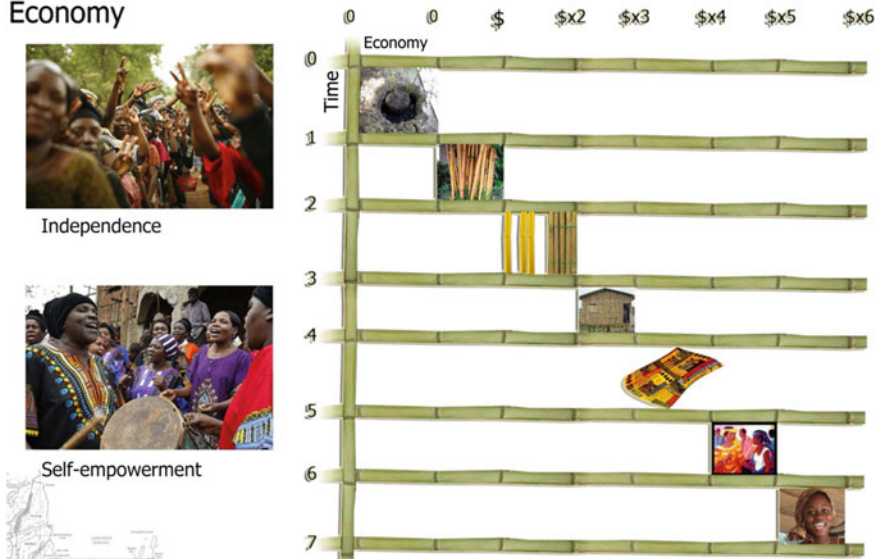 Economy
0 0 $ $x2 $x3 $x4 $x5 $x6
Economy
Time
0
1
2
3
4
5
6
7
Independence
Self-empowerment